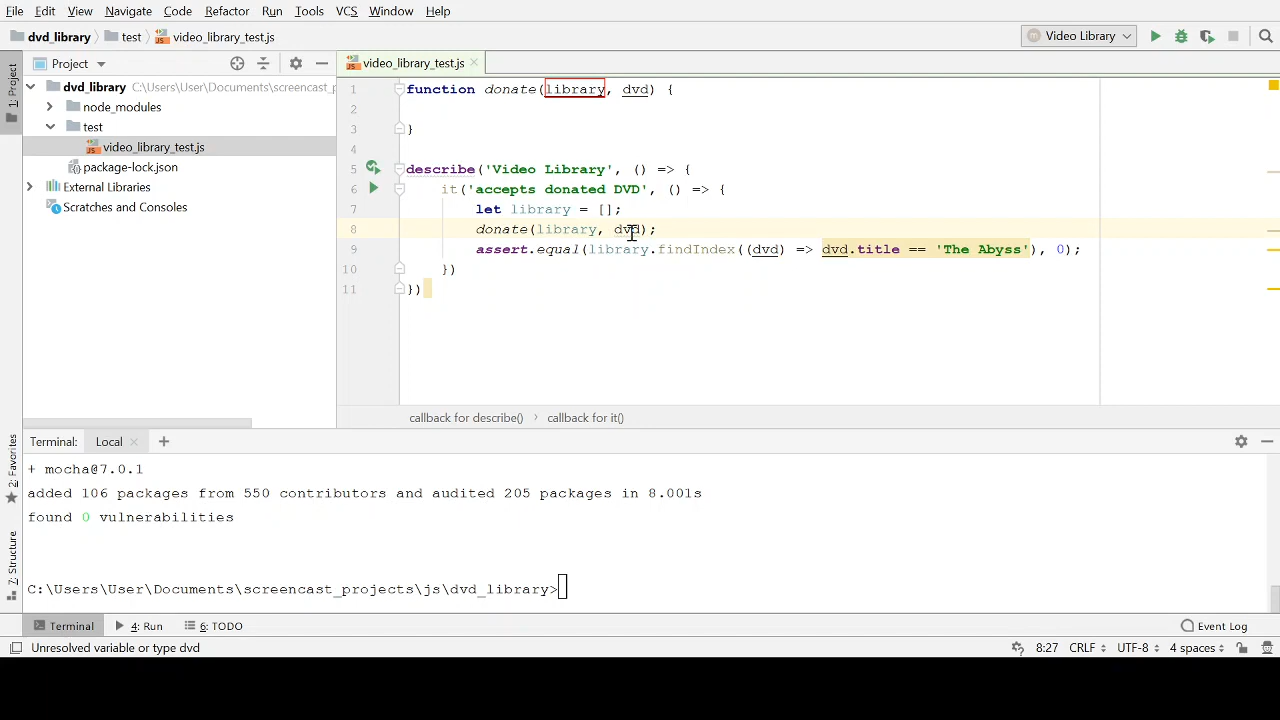 File Edit View Navigate Code Refactor Run Tools VCS Window Help
dvd_library test video_library_test.js Video Library
1: Project
Project
video_library_test.js
dvd_library C:\Users\User\Documents\screencast_p
node_modules
test
video_library_test.js
package-lock.json
External Libraries
Scratches and Consoles
1 function donate(library, dvd) {
2
3 }
4
5 describe('Video Library', () => {
6 it('accepts donated DVD', () => {
7 let library = [];
8 donate(library, dvd);
9 assert.equal(library.findIndex((dvd) => dvd.title == 'The Abyss'), 0);
10 })
11 })
callback for describe() › callback for it()
2: Favorites
7: Structure
Terminal: Local +
+ mocha@7.0.1
added 106 packages from 550 contributors and audited 205 packages in 8.001s
found 0 vulnerabilities
C:\Users\User\Documents\screencast_projects\js\dvd_library>
Terminal 4: Run 6: TODO Event Log
Unresolved variable or type dvd 8:27 CRLF UTF-8 4 spaces